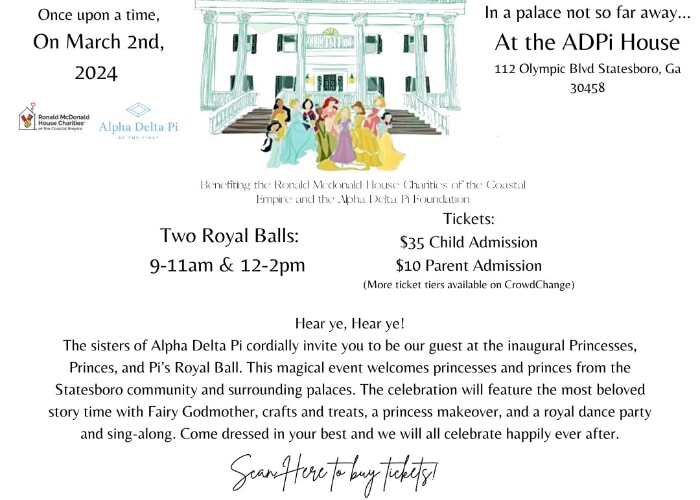 Once upon a time,
On March 2nd,
2024
In a palace not so far away...
At the ADPi House
112 Olympic Blvd Statesboro, Ga
30458
Ronald McDonald
House Charities
of the Coastal Empire
Alpha Delta Pi
Benefiting the Ronald Mcdonald House Charities of the Coastal
Empire and the Alpha Delta Pi Foundation
Two Royal Balls:
9-11am & 12-2pm
Tickets:
$35 Child Admission
$10 Parent Admission
(More ticket tiers available on CrowdChange)
Hear ye, Hear ye!
The sisters of Alpha Delta Pi cordially invite you to be our guest at the inaugural Princesses,
Princes, and Pi's Royal Ball. This magical event welcomes princesses and princes from the
Statesboro community and surrounding palaces. The celebration will feature the most beloved
story time with Fairy Godmother, crafts and treats, a princess makeover, and a royal dance party
and sing-along. Come dressed in your best and we will all celebrate happily ever after.
Scan Here to buy tickets!